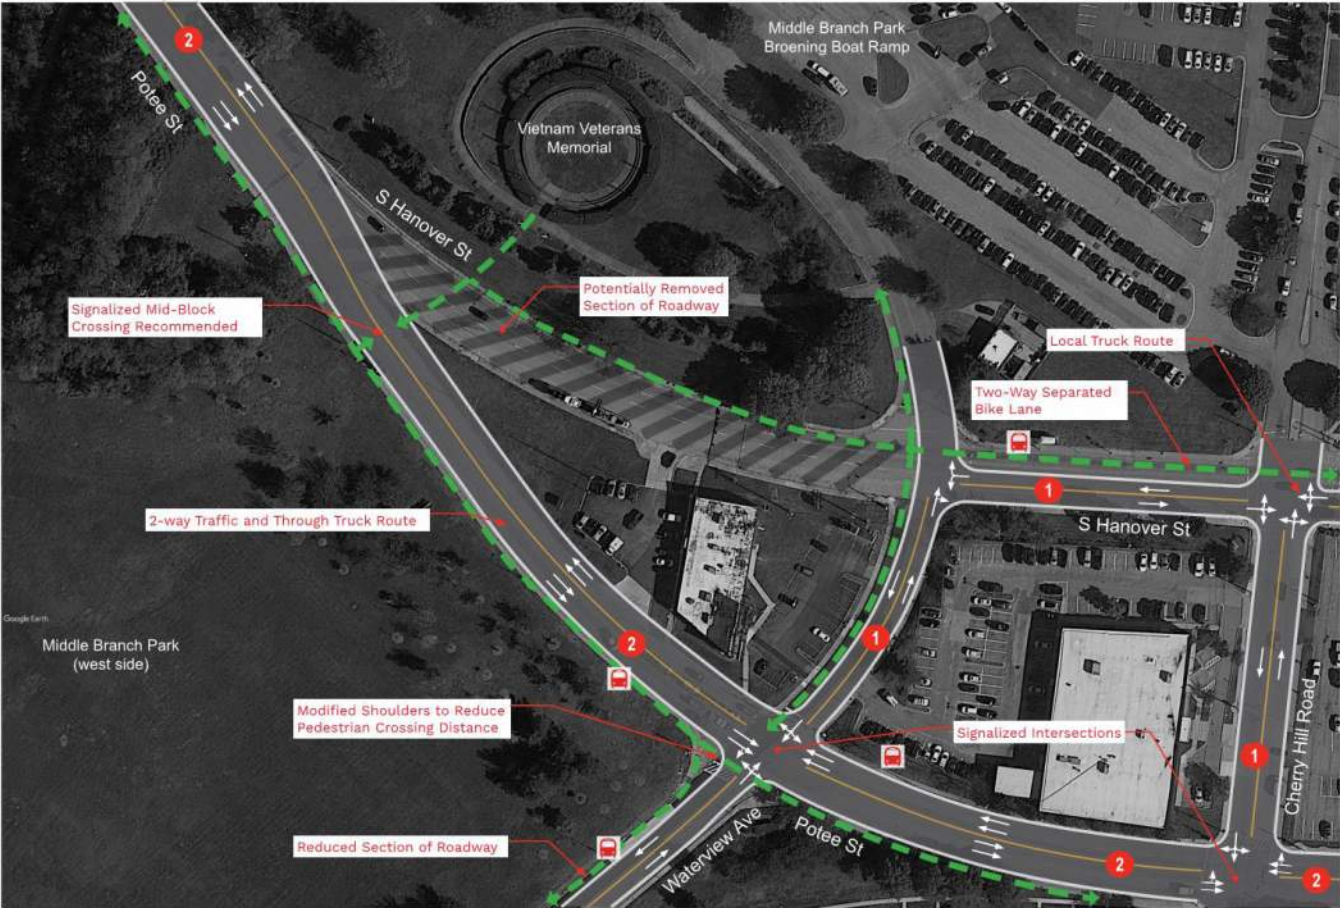 2
Middle Branch Park
Broening Boat Ramp
Potee St
Vietnam Veterans
Memorial
S Hanover St
Signalized Mid-Block
Crossing Recommended
Potentially Removed
Section of Roadway
Local Truck Route
Two-Way Separated
Bike Lane
1
2-way Traffic and Through Truck Route
S Hanover St
Google Earth
Middle Branch Park
(west side)
2
1
Modified Shoulders to Reduce
Pedestrian Crossing Distance
Signalized Intersections
1
Cherry Hill Road
Reduced Section of Roadway
Waterview Ave
Potee St
2
2